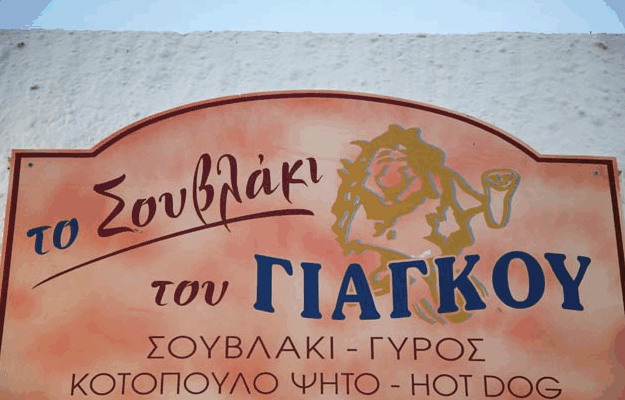 το Σουβλάκι
του ΓΙΑΓΚΟΥ
ΣΟΥΒΛΑΚΙ - ΓΥΡΟΣ
ΚΟΤΟΠΟΥΛΟ ΨΗΤΟ - HOT DOG